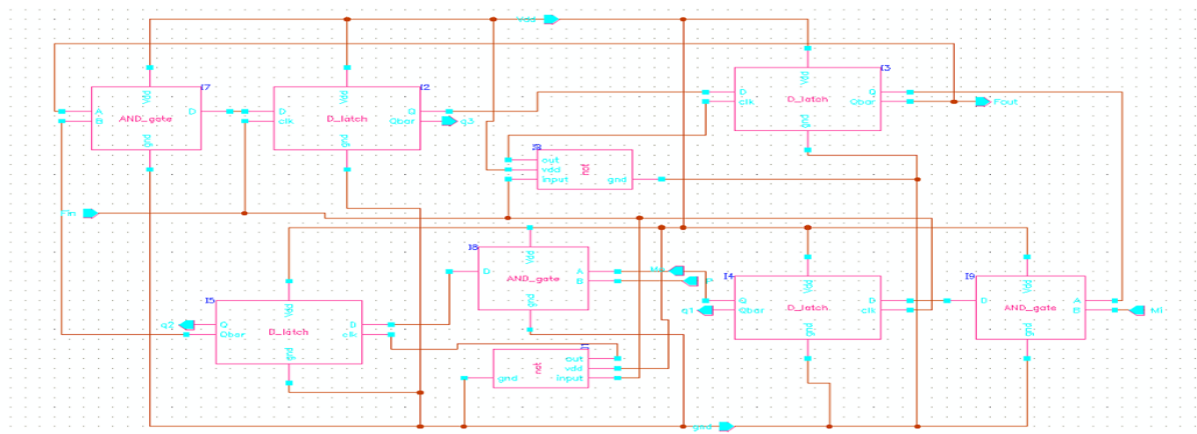 Vdd
I7
Vdd
A
B
AND_gate
D
gnd
I2
Vdd
D
clk
D_latch
Q
Qbar
gnd
q3
I3
Vdd
D
clk
D_latch
Q
Qbar
gnd
Fout
out
vdd
input
not
gnd
Fin
I8
Vdd
D
AND_gate
A
B
gnd
I4
Vdd
Q
Qbar
D_latch
D
clk
gnd
q1
I9
Vdd
D
AND_gate
A
B
gnd
Mi
I5
Vdd
Q
Qbar
D_latch
D
clk
gnd
q2
I1
gnd
not
out
vdd
input
gnd